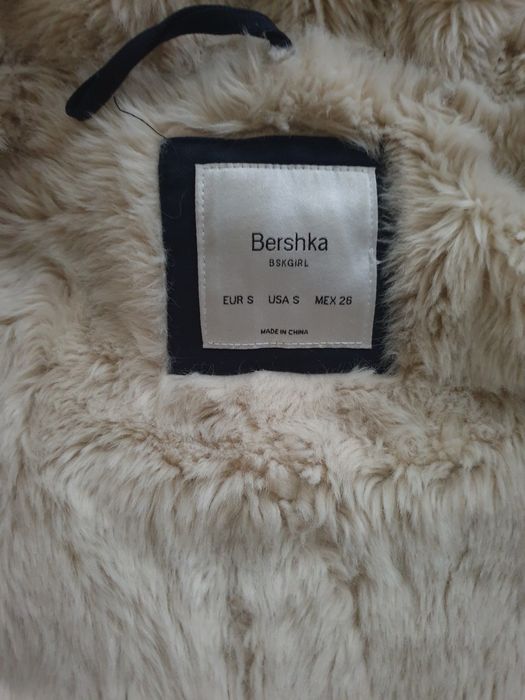 Bershka
BSKGIRL
EUR S USA S MEX 26
MADE IN CHINA